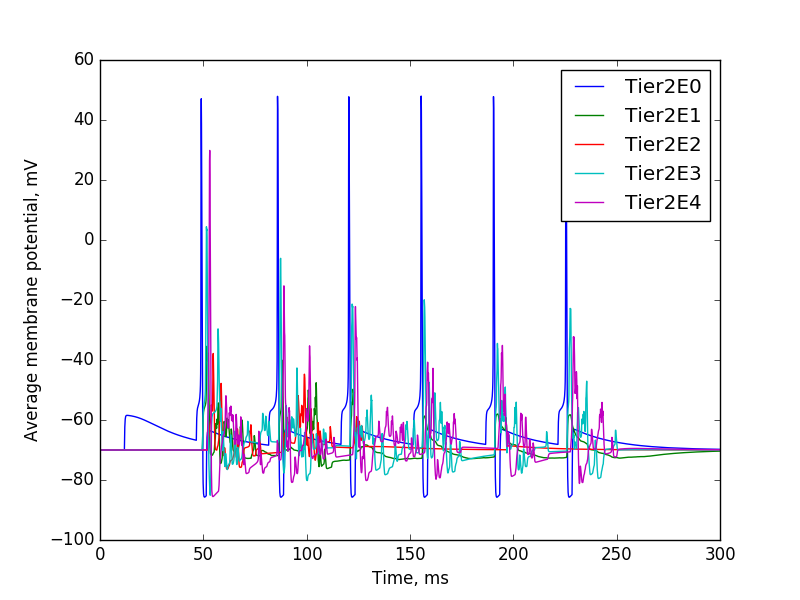 60
40
20
0
−20
−40
−60
−80
−100
Average membrane potential, mV
0
50
100
150
200
250
300
Time, ms
Tier2E0
Tier2E1
Tier2E2
Tier2E3
Tier2E4